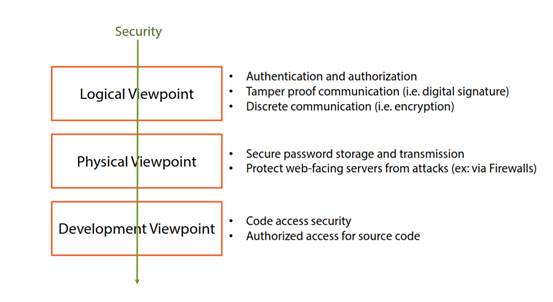 Security
Logical Viewpoint
• Authentication and authorization
• Tamper proof communication (i.e. digital signature)
• Discrete communication (i.e. encryption)
Physical Viewpoint
• Secure password storage and transmission
• Protect web-facing servers from attacks (ex: via Firewalls)
Development Viewpoint
• Code access security
• Authorized access for source code